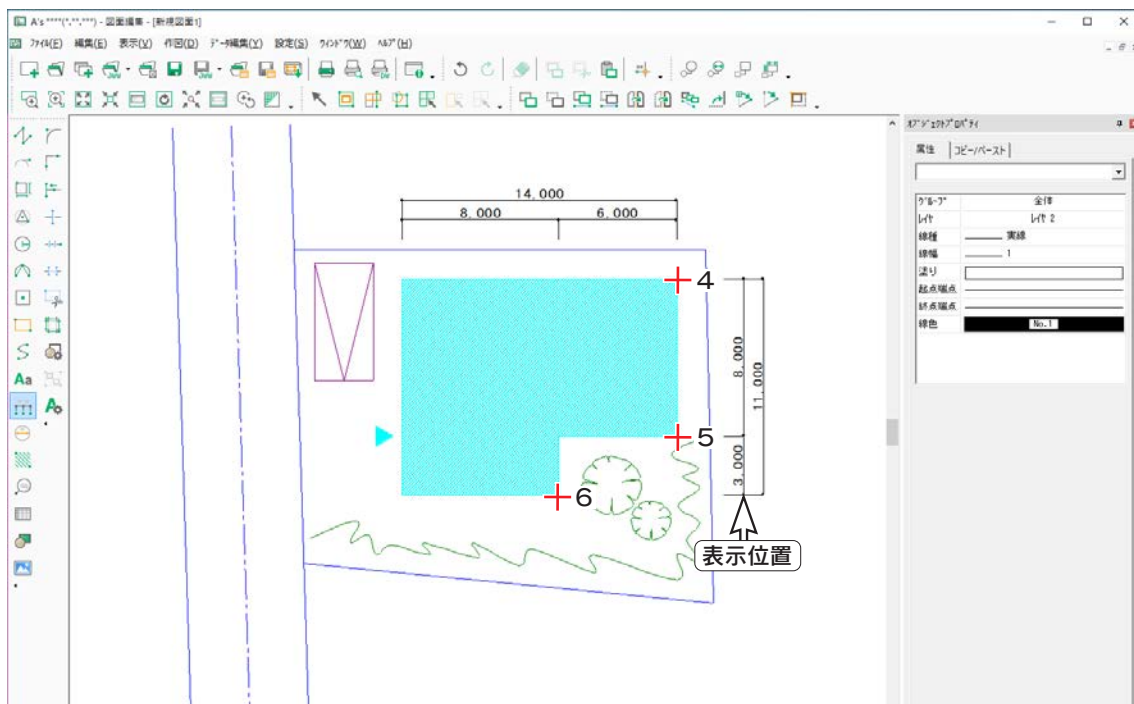 A's ****(*.**.***) - 図面編集 - [新規図面1]
ファイル(F) 編集(E) 表示(V) 作図(D) データ編集(Y) 設定(S) ウインドウ(W) ヘルプ(H)
オブジェクトプロパティ
属性 コピー/ペースト
グループ 全体
レイヤ レイヤ 2
線種 実線
線幅 1
塗り
起点端点
終点端点
線色 No.1
Aa
A
14,000
8,000 6,000
4
8,000
11,000
5
3,000
6
表示位置